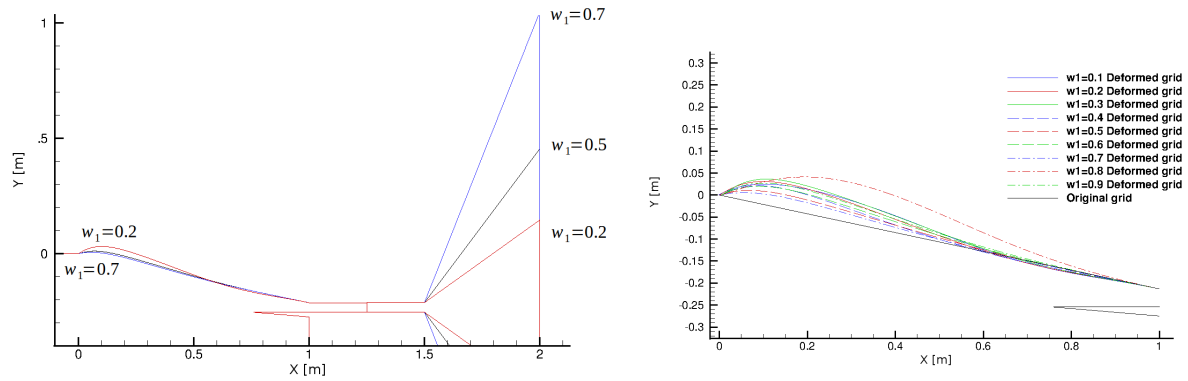 1
.5
0
Y [m]
w1=0.7
w1=0.5
w1=0.2
w1=0.2
w1=0.7
0
0.5
1
1.5
2
X [m]
0.3
0.25
0.2
0.15
0.1
0.05
0
-0.05
-0.1
-0.15
-0.2
-0.25
-0.3
Y [m]
w1=0.1 Deformed grid
w1=0.2 Deformed grid
w1=0.3 Deformed grid
w1=0.4 Deformed grid
w1=0.5 Deformed grid
w1=0.6 Deformed grid
w1=0.7 Deformed grid
w1=0.8 Deformed grid
w1=0.9 Deformed grid
Original grid
0
0.2
0.4
0.6
0.8
1
X [m]